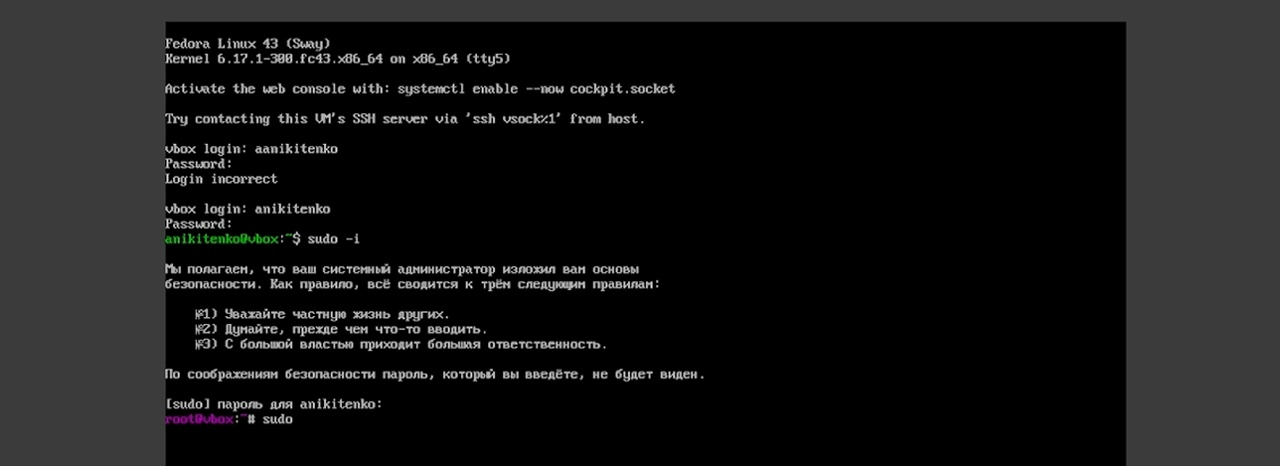 Fedora Linux 43 (Sway)
Kernel 6.17.1-300.fc43.x86_64 on x86_64 (tty5)
Activate the web console with: systemctl enable --now cockpit.socket
Try contacting this VM's SSH server via 'ssh vsock%1' from host.
vbox login: aanikitenko
Password:
Login incorrect
vbox login: anikitenko
Password:
anikitenko@vbox:~$ sudo -i
Мы полагаем, что ваш системный администратор изложил вам основы
безопасности. Как правило, всё сводится к трём следующим правилам:
№1) Уважайте частную жизнь других.
№2) Думайте, прежде чем что-то вводить.
№3) С большой властью приходит большая ответственность.
По соображениям безопасности пароль, который вы введёте, не будет виден.
[sudo] пароль для anikitenko:
root@vbox:~# sudo